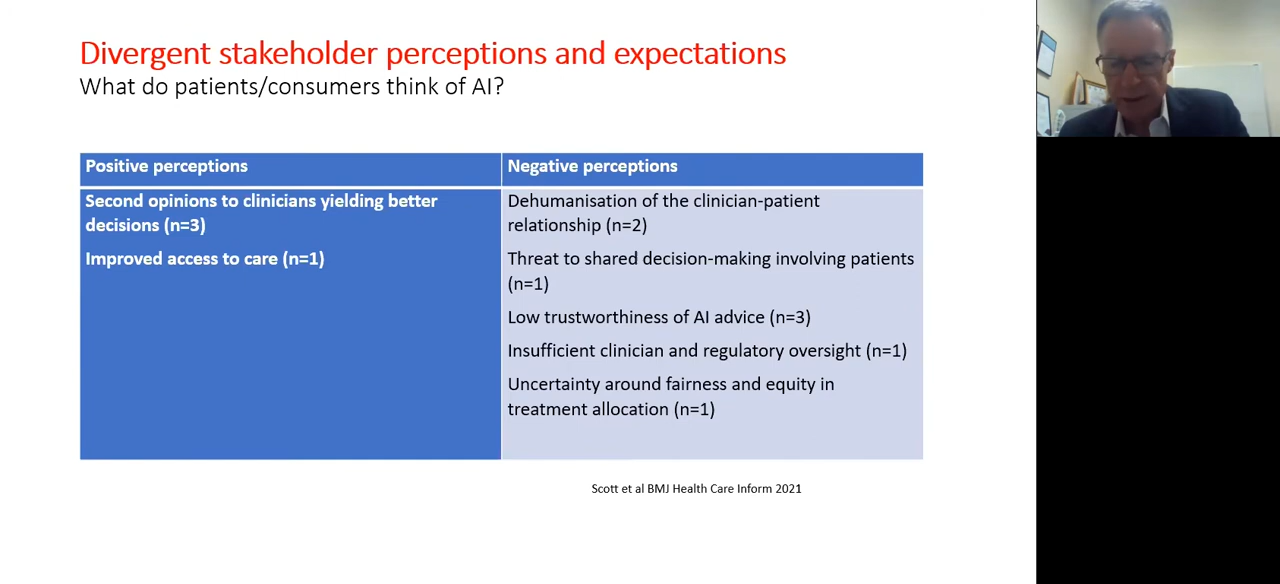 Divergent stakeholder perceptions and expectations
What do patients/consumers think of AI?
Positive perceptions
Second opinions to clinicians yielding better
decisions (n=3)
Improved access to care (n=1)
Negative perceptions
Dehumanisation of the clinician-patient
relationship (n=2)
Threat to shared decision-making involving patients
(n=1)
Low trustworthiness of AI advice (n=3)
Insufficient clinician and regulatory oversight (n=1)
Uncertainty around fairness and equity in
treatment allocation (n=1)
Scott et al BMJ Health Care Inform 2021